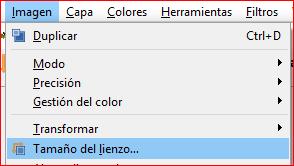 Imagen Capa Colores Herramientas Filtros
Duplicar Ctrl+D
Modo
Precisión
Gestión del color
Transformar
Tamaño del lienzo...